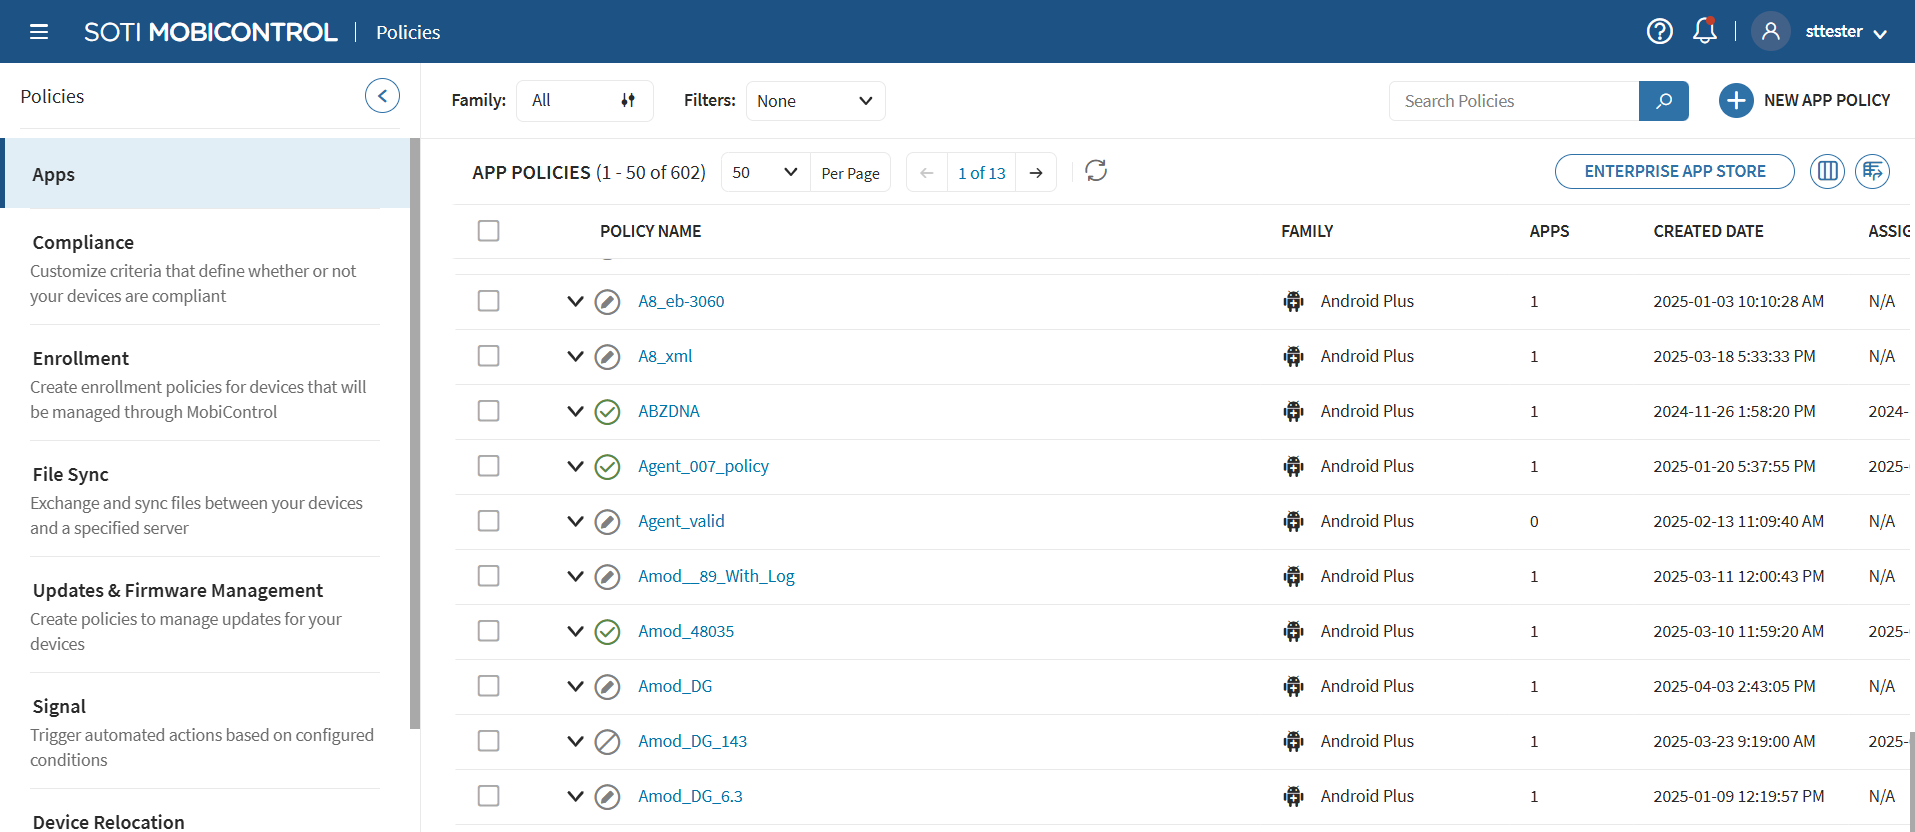 SOTI MOBICONTROL | Policies
sttester
Policies
Family: All
Filters: None
Search Policies
NEW APP POLICY
Apps
APP POLICIES (1 - 50 of 602)
50
Per Page
1 of 13
ENTERPRISE APP STORE
POLICY NAME FAMILY APPS CREATED DATE ASSIG
Compliance
Customize criteria that define whether or not
your devices are compliant
Enrollment
Create enrollment policies for devices that will
be managed through MobiControl
File Sync
Exchange and sync files between your devices
and a specified server
Updates & Firmware Management
Create policies to manage updates for your
devices
Signal
Trigger automated actions based on configured
conditions
Device Relocation
A8_eb-3060 Android Plus 1 2025-01-03 10:10:28 AM N/A
A8_xml Android Plus 1 2025-03-18 5:33:33 PM N/A
ABZDNA Android Plus 1 2024-11-26 1:58:20 PM 2024-
Agent_007_policy Android Plus 1 2025-01-20 5:37:55 PM 2025-
Agent_valid Android Plus 0 2025-02-13 11:09:40 AM N/A
Amod__89_With_Log Android Plus 1 2025-03-11 12:00:43 PM N/A
Amod_48035 Android Plus 1 2025-03-10 11:59:20 AM 2025-
Amod_DG Android Plus 1 2025-04-03 2:43:05 PM N/A
Amod_DG_143 Android Plus 1 2025-03-23 9:19:00 AM 2025-
Amod_DG_6.3 Android Plus 1 2025-01-09 12:19:57 PM N/A